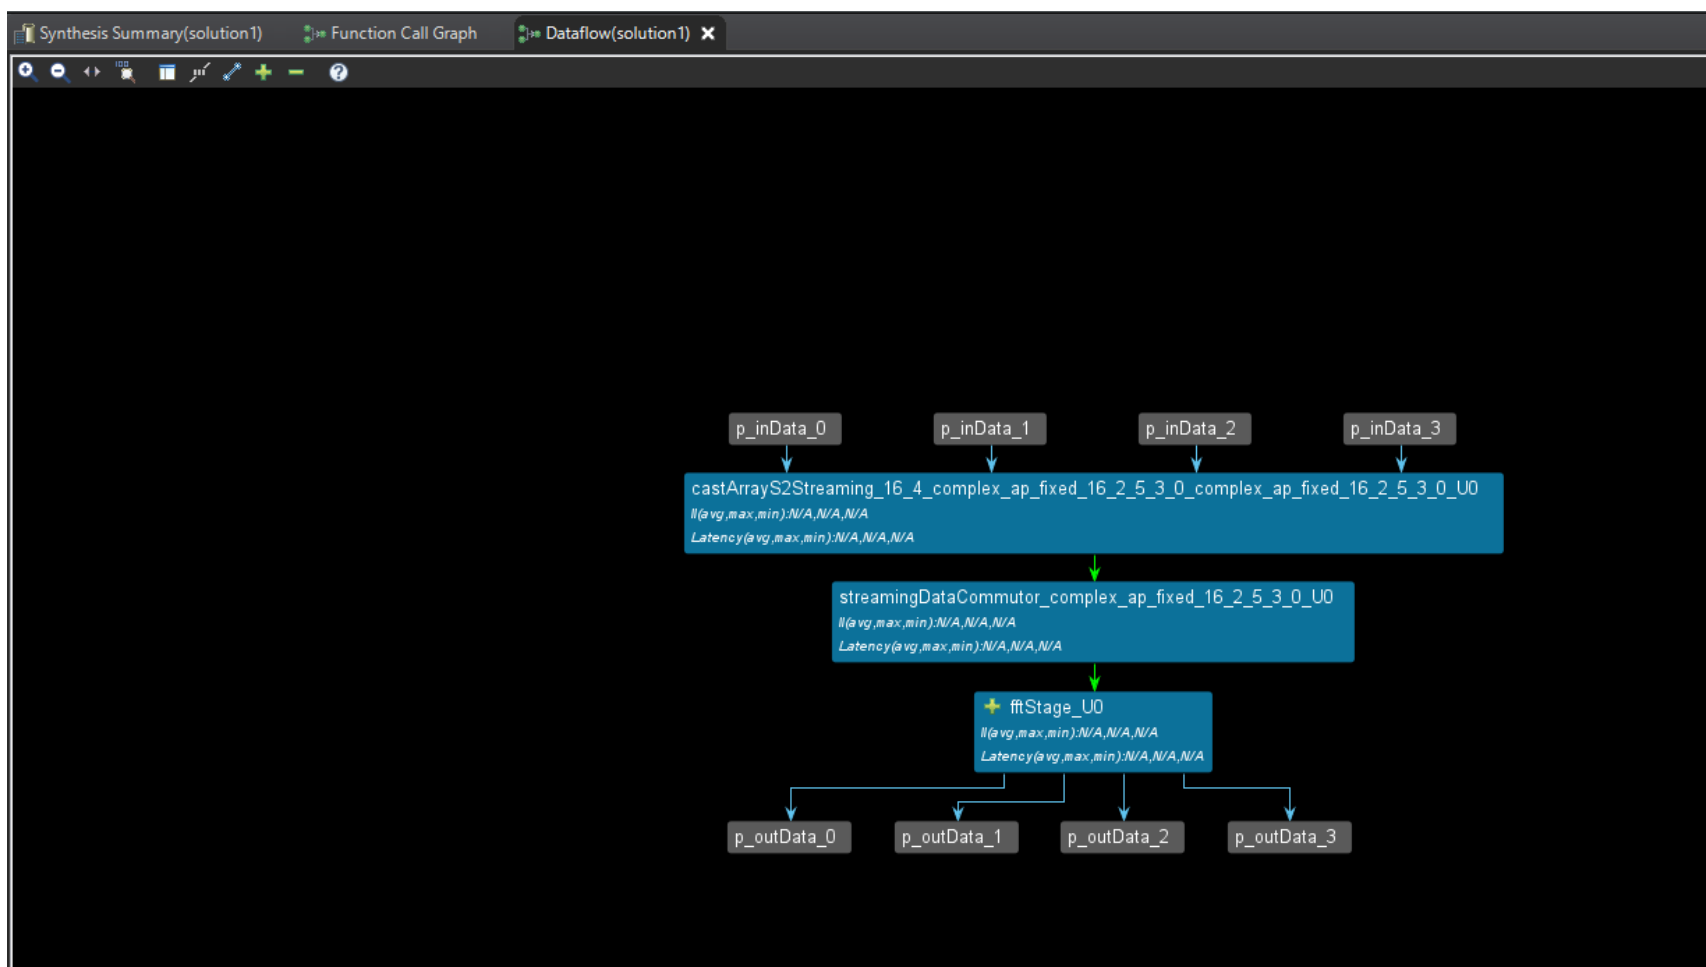 Synthesis Summary(solution1)
Function Call Graph
Dataflow(solution1)
p_inData_0
p_inData_1
p_inData_2
p_inData_3
castArrayS2Streaming_16_4_complex_ap_fixed_16_2_5_3_0_complex_ap_fixed_16_2_5_3_0_U0
II(avg,max,min):N/A,N/A,N/A
Latency(avg,max,min):N/A,N/A,N/A
streamingDataCommutor_complex_ap_fixed_16_2_5_3_0_U0
II(avg,max,min):N/A,N/A,N/A
Latency(avg,max,min):N/A,N/A,N/A
fftStage_U0
II(avg,max,min):N/A,N/A,N/A
Latency(avg,max,min):N/A,N/A,N/A
p_outData_0
p_outData_1
p_outData_2
p_outData_3